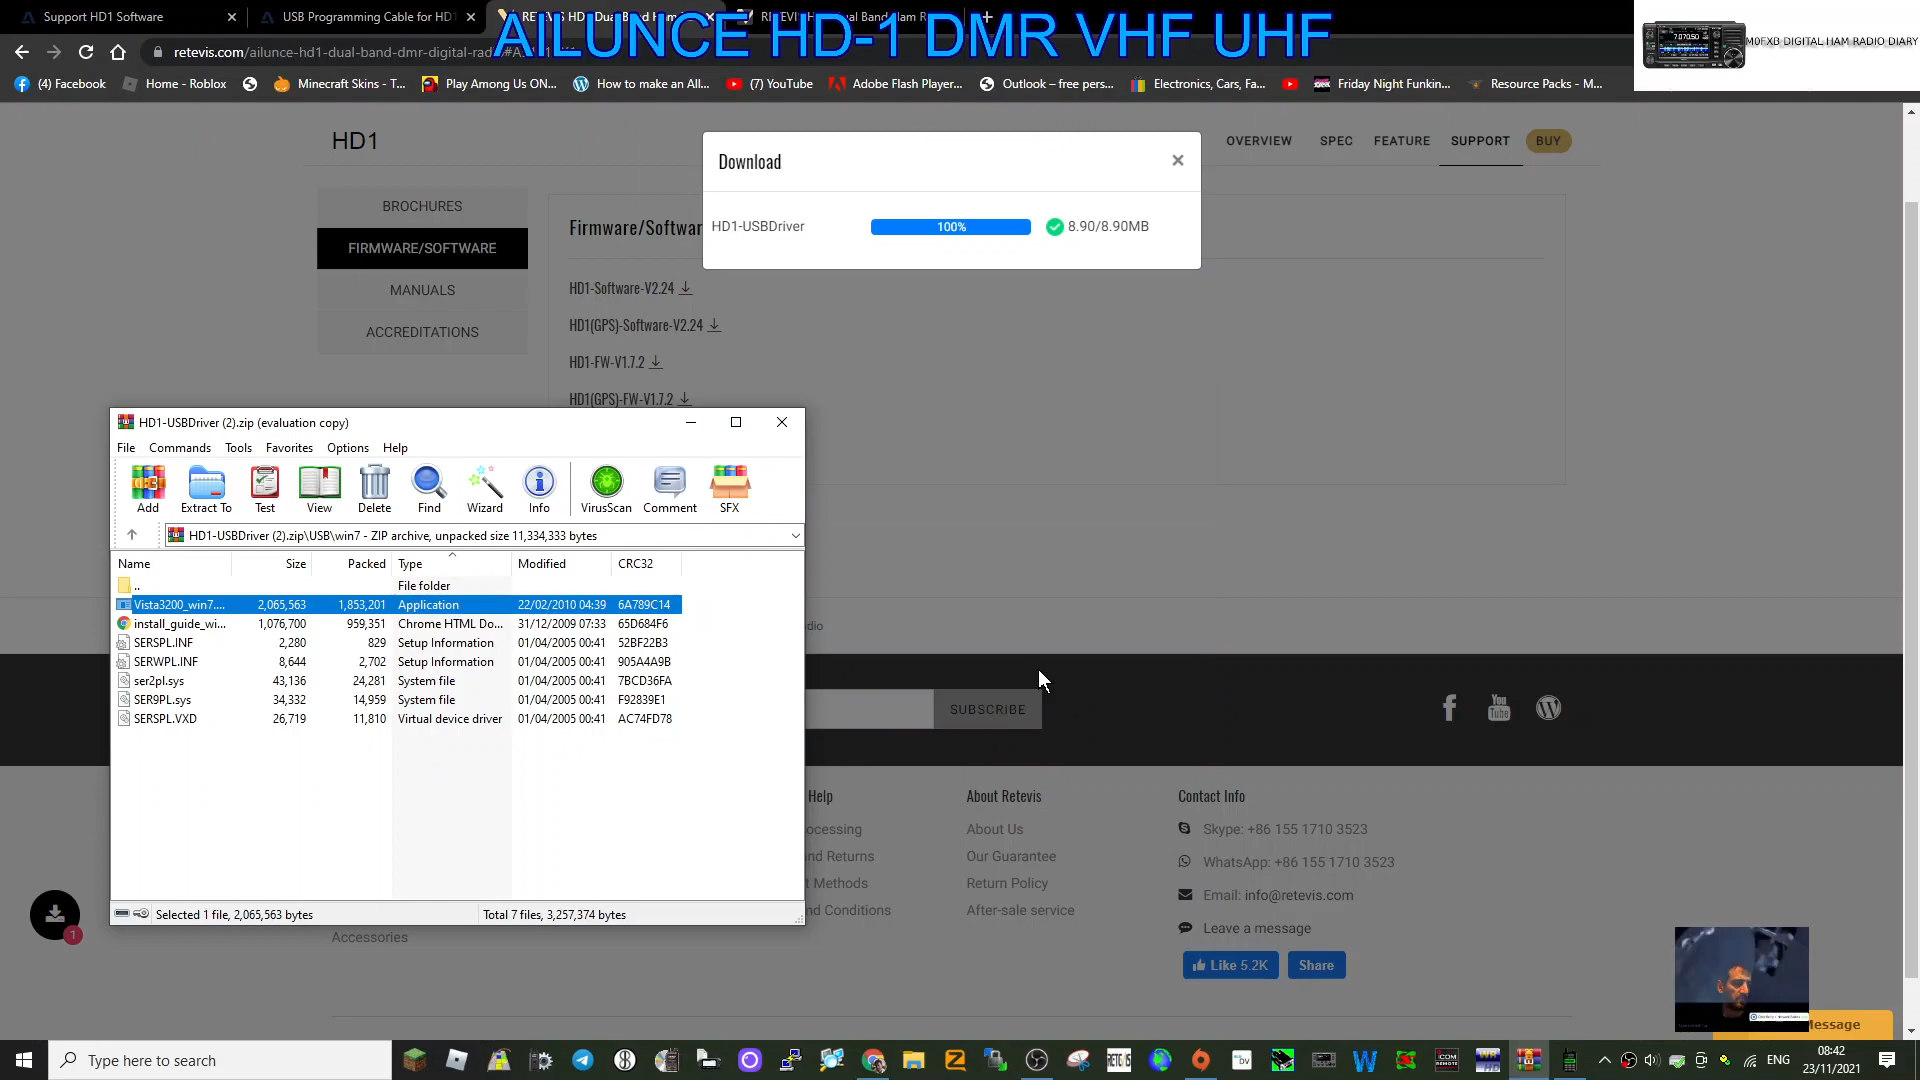 Support HD1 Software
USB Programming Cable for HD1
RETEVIS HD1 Dual Band Ham
AILUNCE HD-1 DMR VHF UHF
M0FXB DIGITAL HAM RADIO DIARY
retevis.com/ailunce-hd1-dual-band-dmr-digital-rad
(4) Facebook
Home - Roblox
Minecraft Skins - T...
Play Among Us ON...
How to make an All...
(7) YouTube
Adobe Flash Player...
Outlook – free pers...
Electronics, Cars, Fa...
Friday Night Funkin...
Resource Packs - M...
HD1
OVERVIEW
SPEC
FEATURE
SUPPORT
BUY
Download
HD1-USBDriver
100%
8.90/8.90MB
BROCHURES
FIRMWARE/SOFTWARE
MANUALS
ACCREDITATIONS
Firmware/Softwar
HD1-Software-V2.24
HD1(GPS)-Software-V2.24
HD1-FW-V1.7.2
HD1(GPS)-FW-V1.7.2
HD1-USBDriver (2).zip (evaluation copy)
File Commands Tools Favorites Options Help
Add Extract To Test View Delete Find Wizard Info VirusScan Comment SFX
HD1-USBDriver (2).zip\USB\win7 - ZIP archive, unpacked size 11,334,333 bytes
Name Size Packed Type Modified CRC32
.. File folder
Vista3200_win7.... 2,065,563 1,853,201 Application 22/02/2010 04:39 6A789C14
install_guide_wi... 1,076,700 959,351 Chrome HTML Do... 31/12/2009 07:33 65D684F6
SERSPL.INF 2,280 829 Setup Information 01/04/2005 00:41 52BF22B3
SERWPL.INF 8,644 2,702 Setup Information 01/04/2005 00:41 905A4A9B
ser2pl.sys 43,136 24,281 System file 01/04/2005 00:41 7BCD36FA
SER9PL.sys 34,332 14,959 System file 01/04/2005 00:41 F92839E1
SERSPL.VXD 26,719 11,810 Virtual device driver 01/04/2005 00:41 AC74FD78
Selected 1 file, 2,065,563 bytes
Total 7 files, 3,257,374 bytes
dio
SUBSCRIBE
Help
ocessing
nd Returns
t Methods
nd Conditions
Accessories
1
About Retevis
About Us
Our Guarantee
Return Policy
After-sale service
Contact Info
Skype: +86 155 1710 3523
WhatsApp: +86 155 1710 3523
Email: info@retevis.com
Leave a message
Like 5.2K
Share
Message
Type here to search
ENG
08:42
23/11/2021